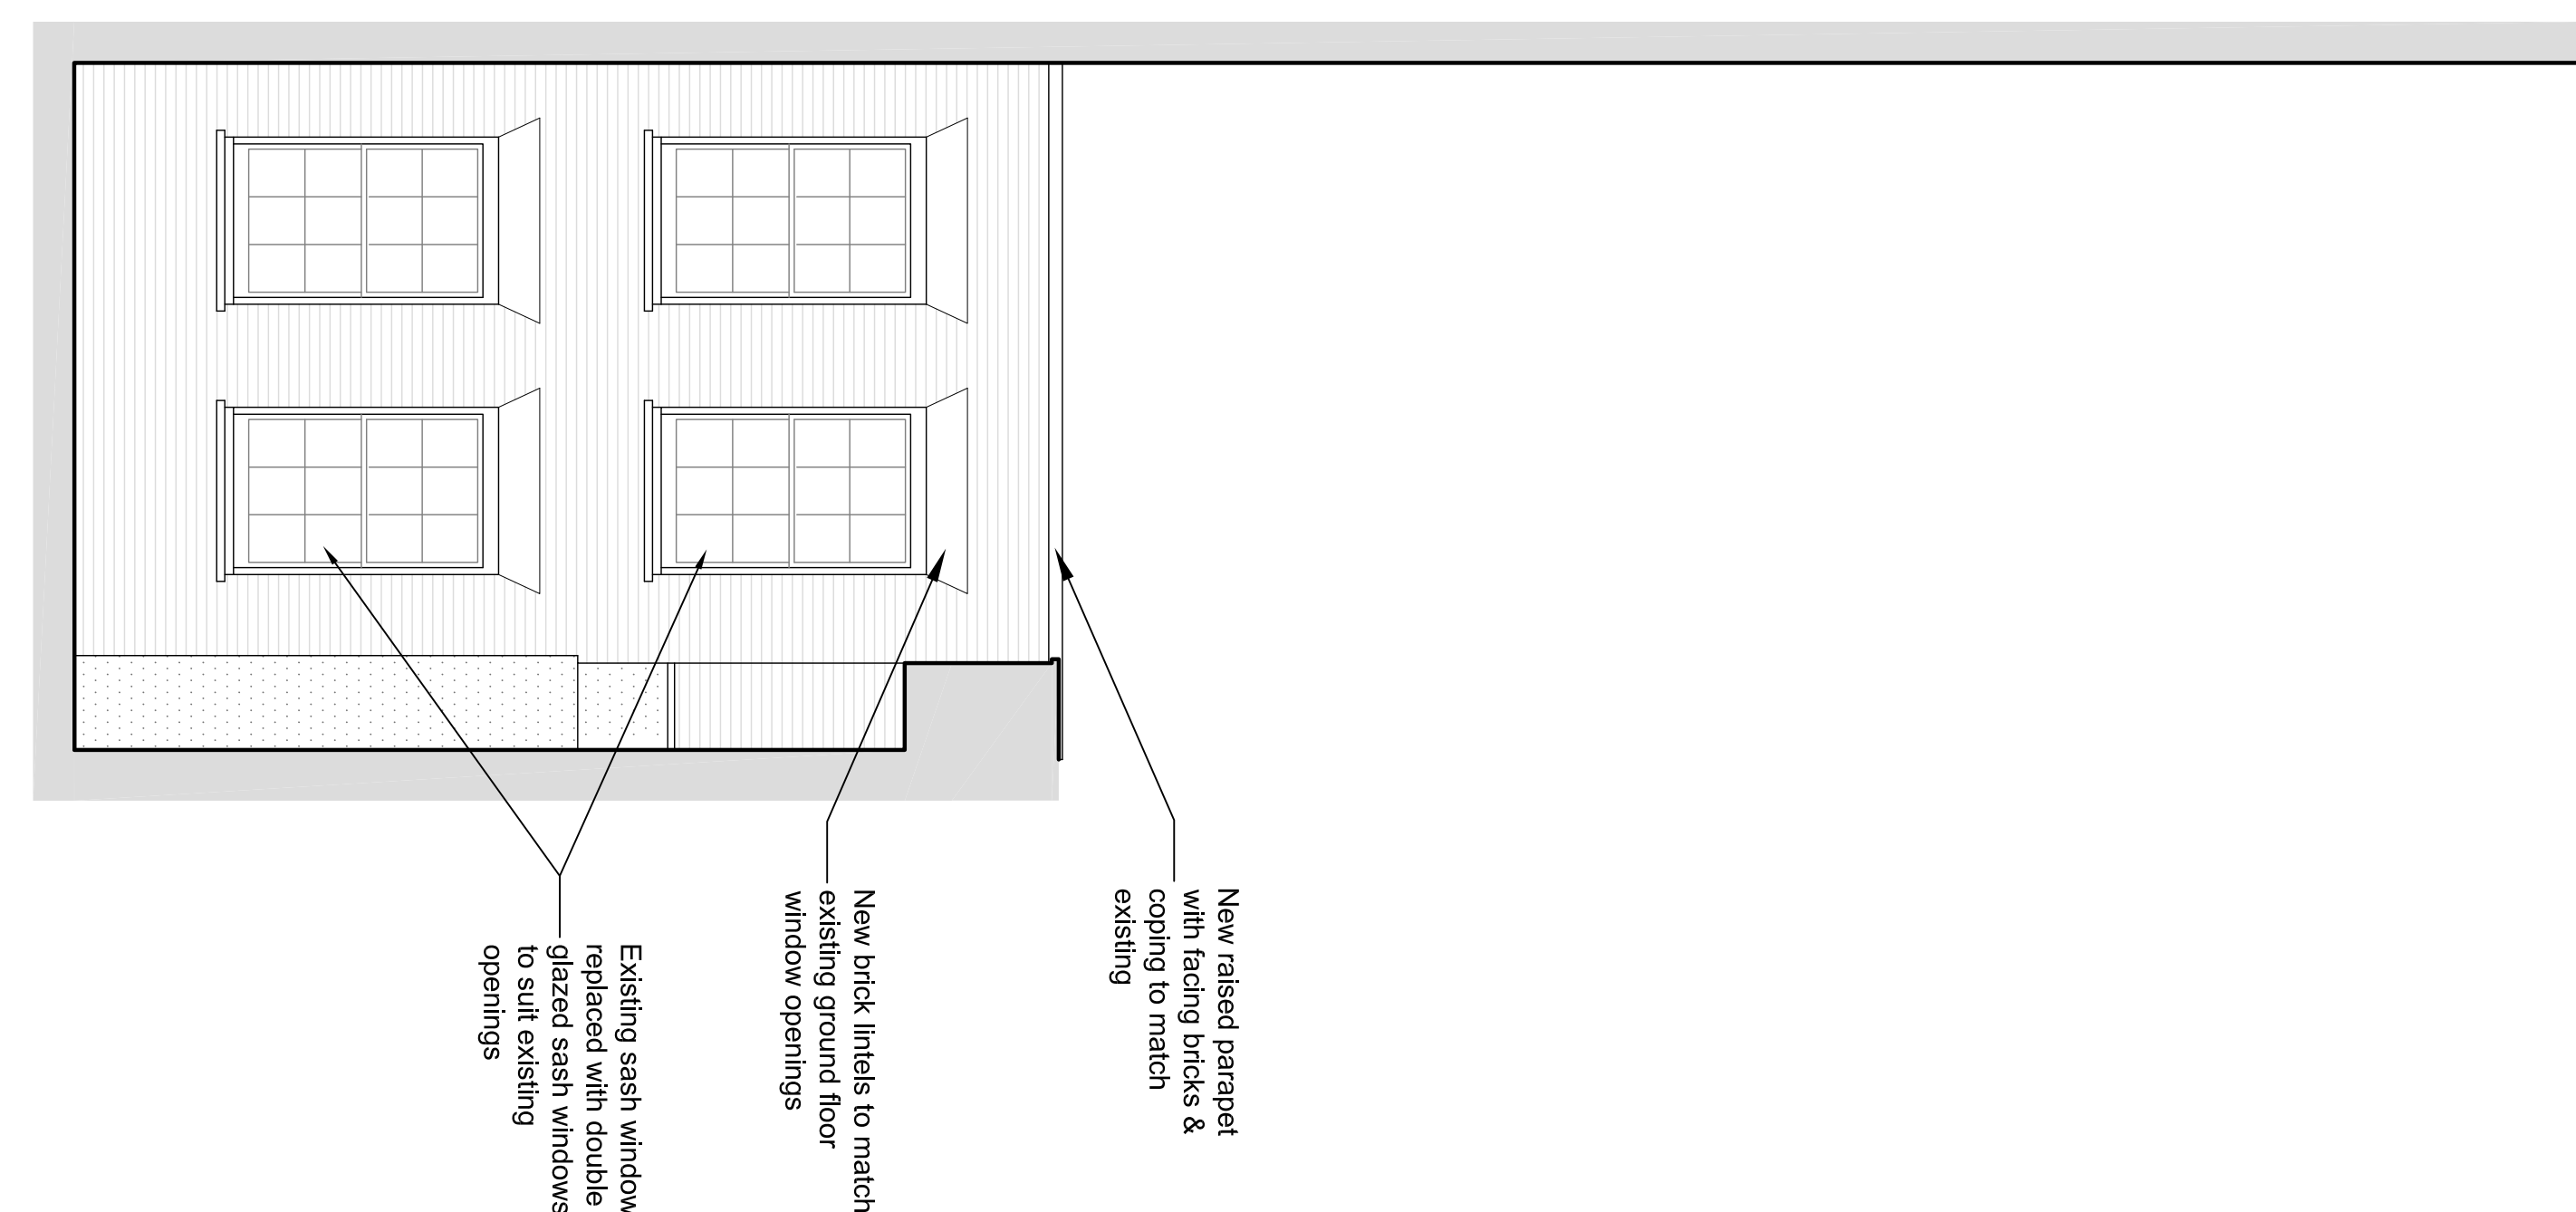 New raised parapet
with facing bricks &
coping to match
existing
New brick lintels to match
existing ground floor
window openings
Existing sash window
replaced with double
glazed sash windows
to suit existing
openings